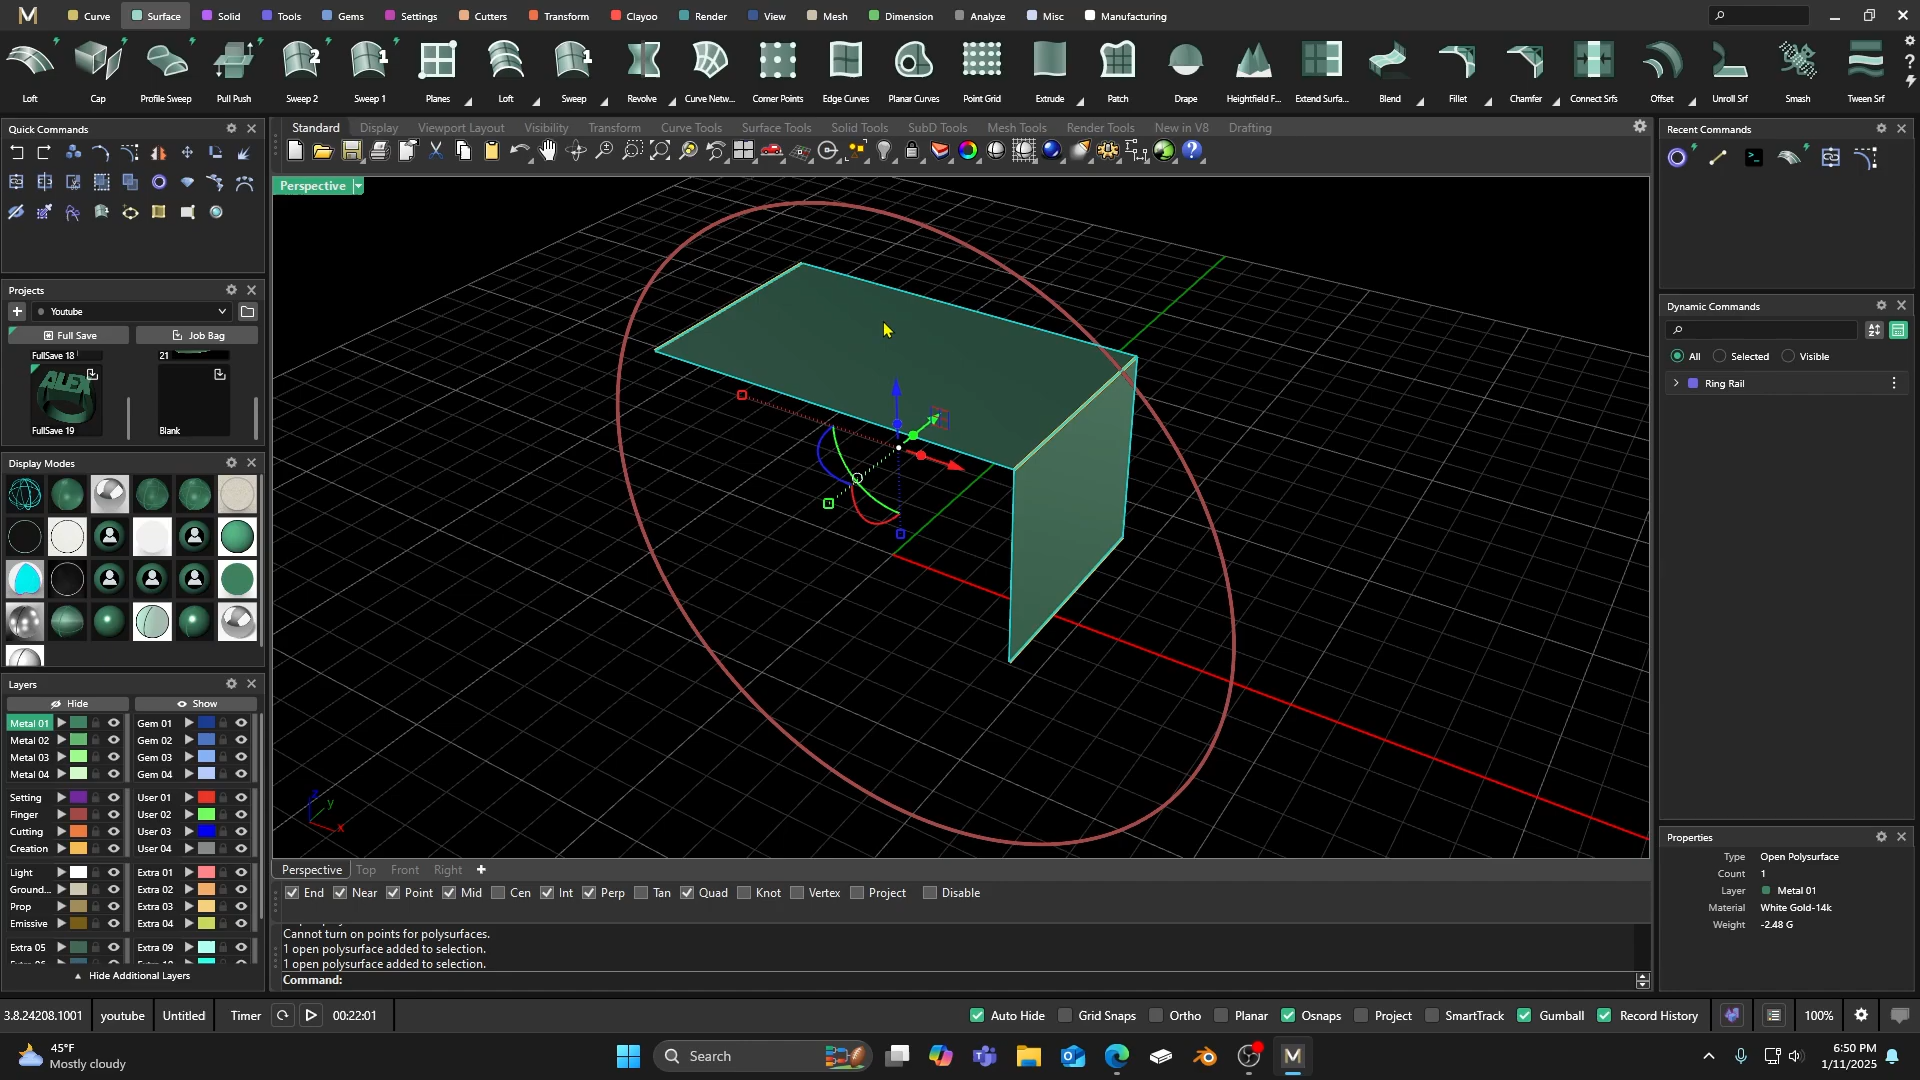 Curve Surface Solid Tools Gems Settings Cutters Transform Clayoo Render View Mesh Dimension Analyze Misc Manufacturing
Loft Cap Profile Sweep Pull Push Sweep 2 Sweep 1 Planes Loft Sweep Revolve Curve Netw... Corner Points Edge Curves Planar Curves Point Grid Extrude Patch Drape Heightfield F... Extend Surfa... Blend Fillet Chamfer Connect Srfs Offset Unroll Srf Smash Tween Srf
Quick Commands
Standard Display Viewport Layout Visibility Transform Curve Tools Surface Tools Solid Tools SubD Tools Mesh Tools Render Tools New in V8 Drafting
Recent Commands
Perspective
Projects
Youtube
Full Save Job Bag
FullSave 18 21
FullSave 19 Blank
Dynamic Commands
All Selected Visible
Ring Rail
Display Modes
Layers
Hide Show
Metal 01 Gem 01
Metal 02 Gem 02
Metal 03 Gem 03
Metal 04 Gem 04
Setting User 01
Finger User 02
Cutting User 03
Creation User 04
Light Extra 01
Ground... Extra 02
Prop Extra 03
Emissive Extra 04
Extra 05 Extra 09
Hide Additional Layers
z y x
Properties
Type Open Polysurface
Count 1
Layer Metal 01
Material White Gold-14k
Weight -2.48 G
Perspective Top Front Right
End Near Point Mid Cen Int Perp Tan Quad Knot Vertex Project Disable
Cannot turn on points for polysurfaces.
1 open polysurface added to selection.
1 open polysurface added to selection.
Command:
3.8.24208.1001 youtube Untitled Timer 00:22:01 Auto Hide Grid Snaps Ortho Planar Osnaps Project SmartTrack Gumball Record History 100%
45°F
Mostly cloudy
Search
6:50 PM
1/11/2025